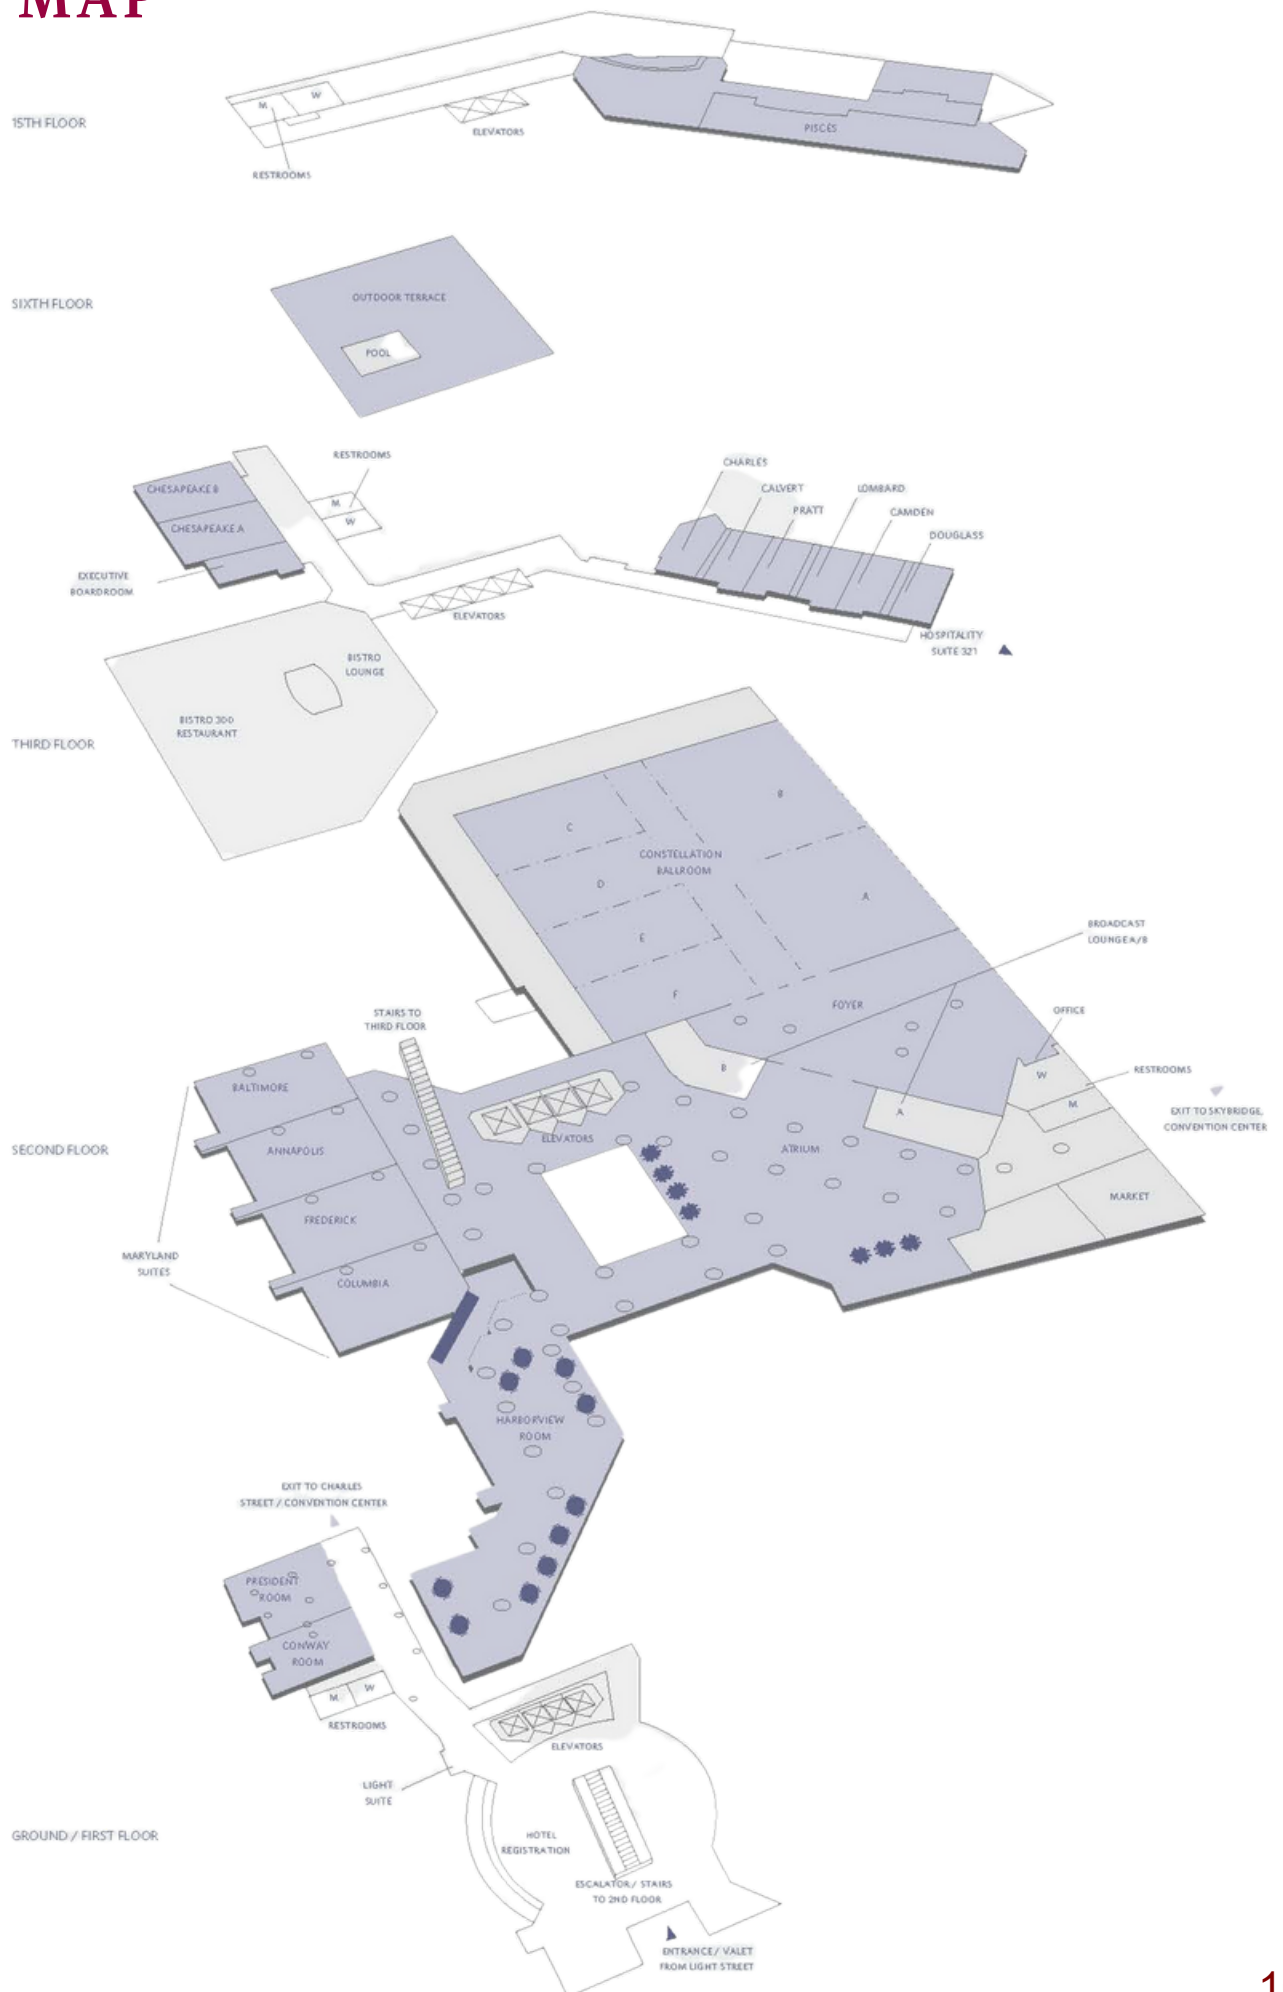 MAP
15TH FLOOR
M
W
RESTROOMS
ELEVATORS
PISCES
SIXTH FLOOR
OUTDOOR TERRACE
POOL
CHESAPEAKE B
CHESAPEAKE A
EXECUTIVE
BOARDROOM
RESTROOMS
M
W
ELEVATORS
CHARLES
CALVERT
PRATT
LOMBARD
CAMDEN
DOUGLASS
HOSPITALITY
SUITE 321
BISTRO
LOUNGE
BISTRO 300
RESTAURANT
THIRD FLOOR
B
C
CONSTELLATION
BALLROOM
D
A
E
F
FOYER
BROADCAST
LOUNGE A/B
OFFICE
STAIRS TO
THIRD FLOOR
B
A
W
M
RESTROOMS
EXIT TO SKYBRIDGE,
CONVENTION CENTER
BALTIMORE
ELEVATORS
SECOND FLOOR
ANNAPOLIS
ATRIUM
FREDERICK
MARKET
MARYLAND
SUITES
COLUMBIA
HARBORVIEW
ROOM
EXIT TO CHARLES
STREET / CONVENTION CENTER
PRESIDENT
ROOM
CONWAY
ROOM
M
W
RESTROOMS
ELEVATORS
LIGHT
SUITE
GROUND / FIRST FLOOR
HOTEL
REGISTRATION
ESCALATOR / STAIRS
TO 2ND FLOOR
ENTRANCE / VALET
FROM LIGHT STREET
1